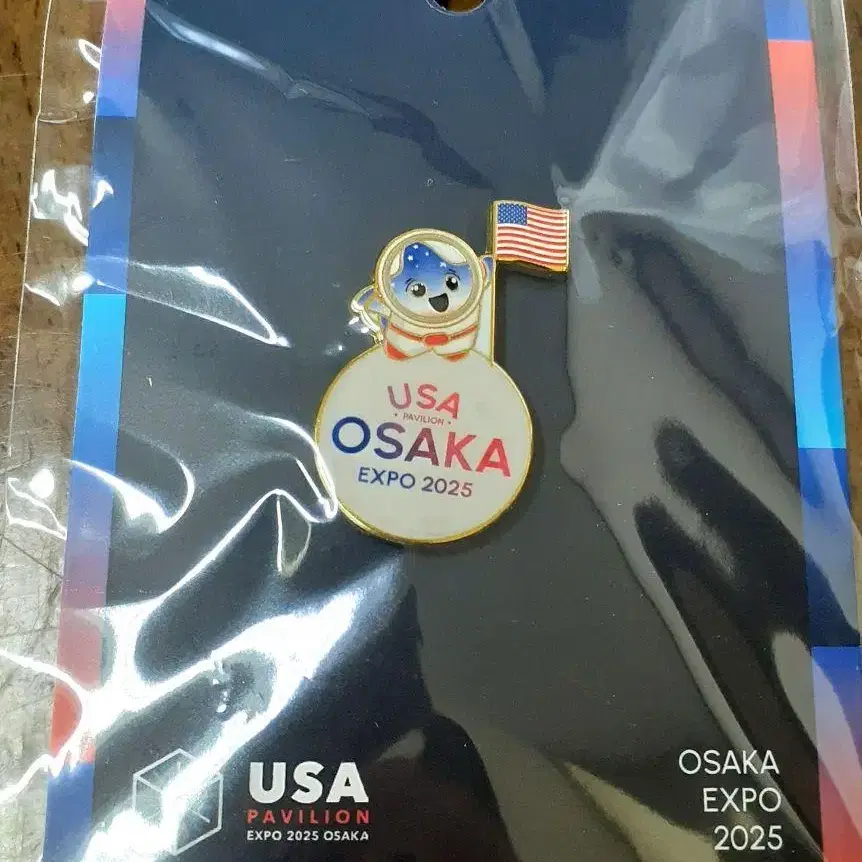 USA
• PAVILION •
OSAKA
EXPO 2025
USA
PAVILION
EXPO 2025 OSAKA
OSAKA
EXPO
2025